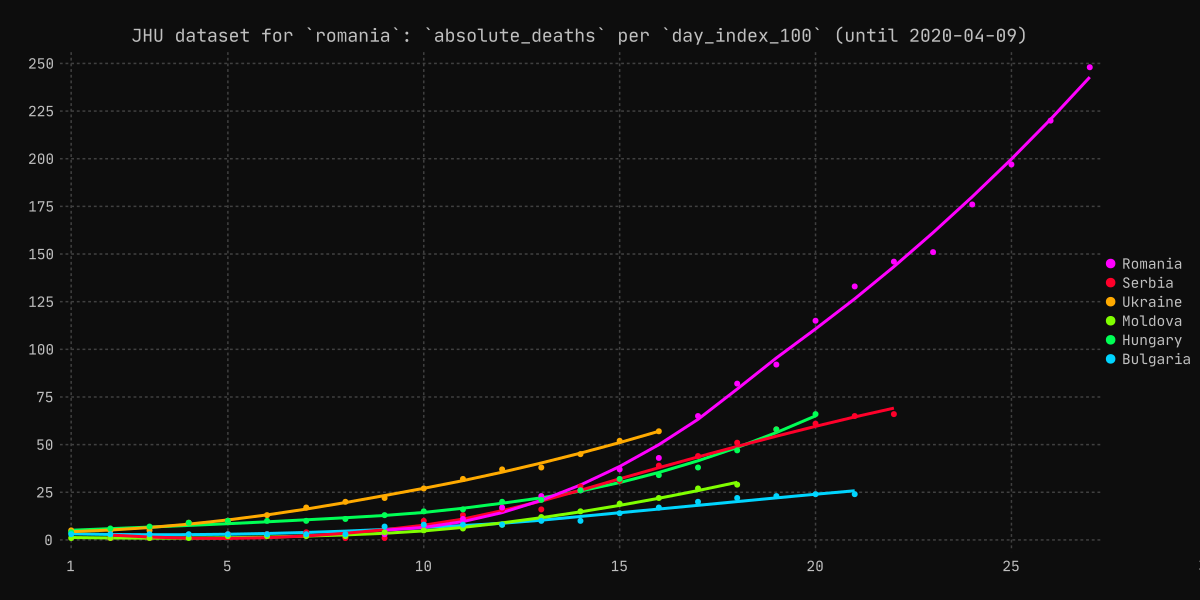 JHU dataset for `romania`: `absolute_deaths` per `day_index_100` (until 2020-04-09)
250
225
200
175
150
125
100
75
50
25
0
1 5 10 15 20 25
Romania
Serbia
Ukraine
Moldova
Hungary
Bulgaria